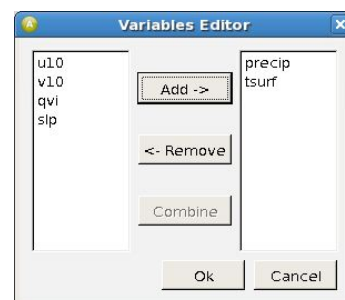 Variables Editor
u10
v10
qvi
slp
Add ->
<- Remove
Combine
precip
tsurf
Ok
Cancel